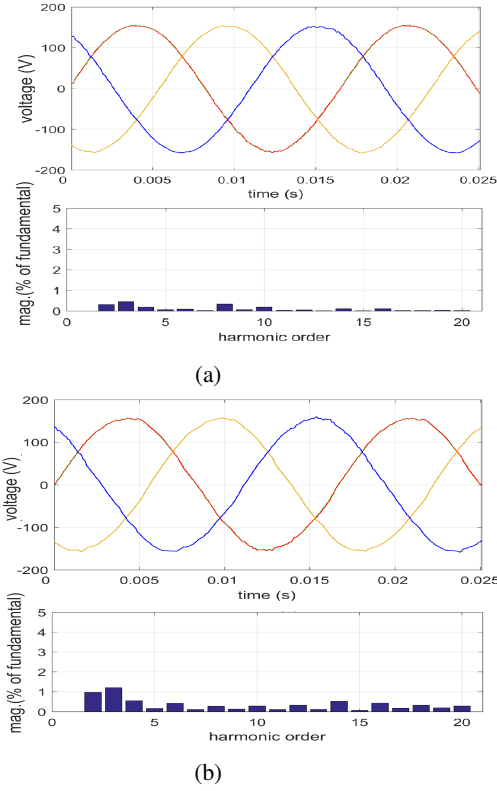 200
100
0
-100
-200
voltage (V)
0 0.005 0.01 0.015 0.02 0.025
time (s)
5
4
3
2
1
0
mag.(% of fundamental)
0 5 10 15 20
harmonic order
(a)
200
100
0
-100
-200
voltage (V)
0 0.005 0.01 0.015 0.02 0.025
time (s)
5
4
3
2
1
0
mag.(% of fundamental)
0 5 10 15 20
harmonic order
(b)